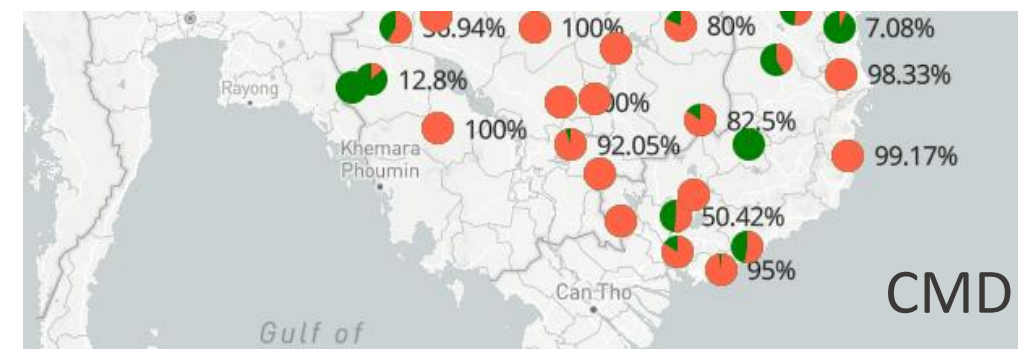 100%
80%
7.08%
98.33%
12.8%
Rayong
82.5%
100%
92.05%
Khemara
Phoumin
99.17%
50.42%
95%
Can Tho
CMD
Gulf of